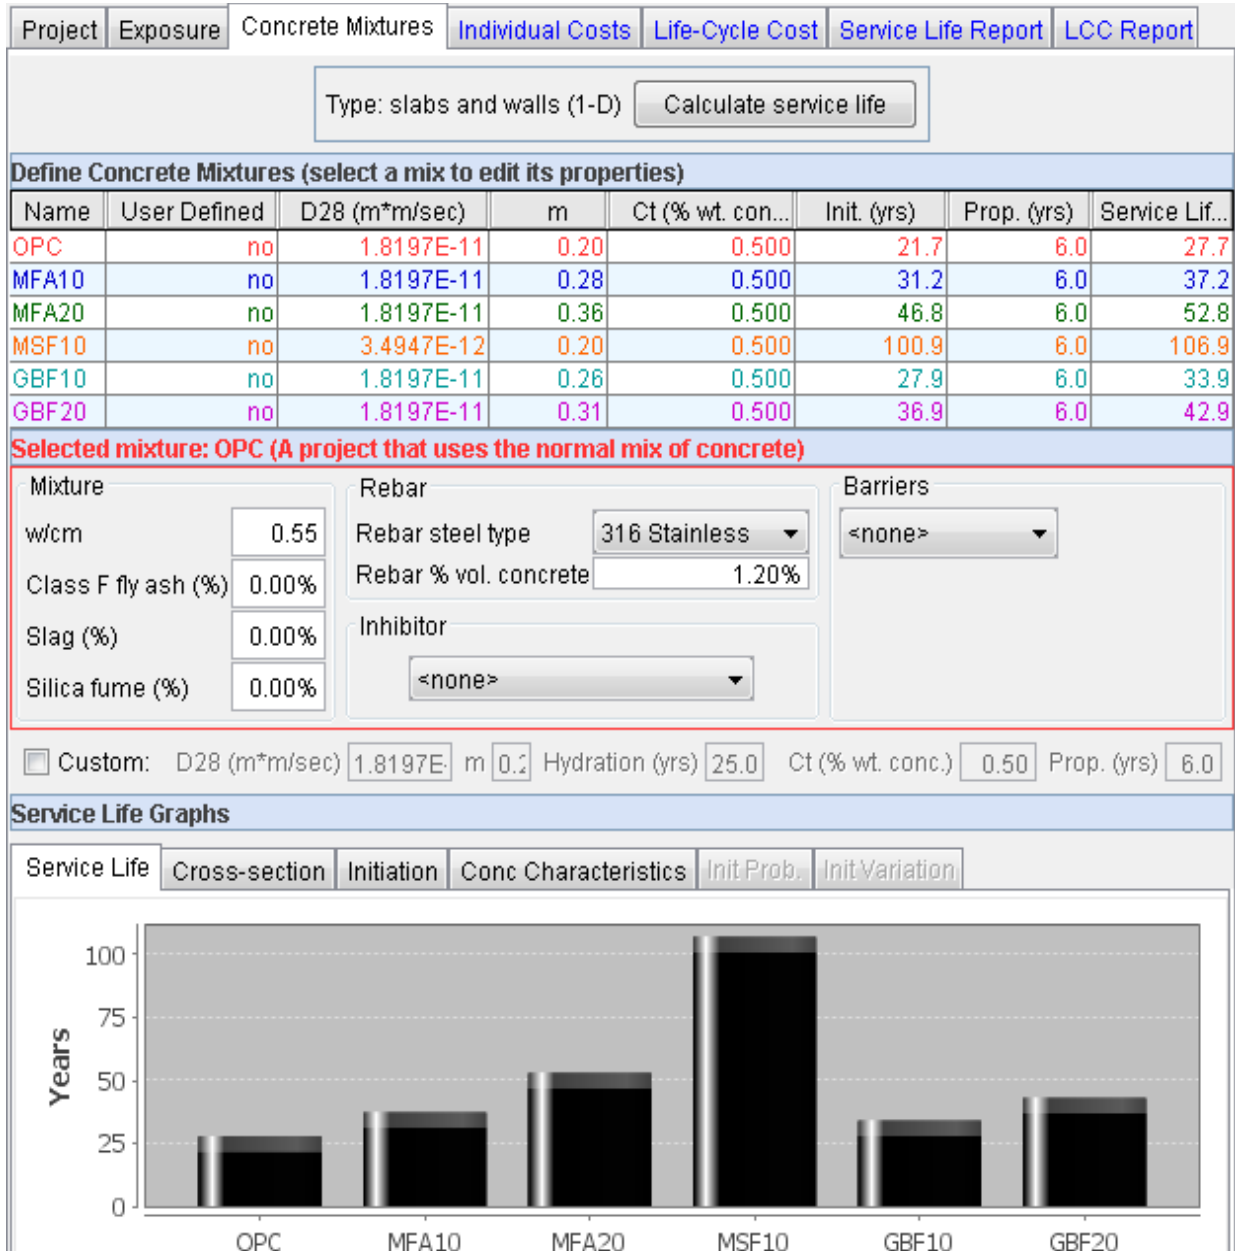 Project Exposure Concrete Mixtures Individual Costs Life-Cycle Cost Service Life Report LCC Report
Type: slabs and walls (1-D) Calculate service life
Define Concrete Mixtures (select a mix to edit its properties)
Name User Defined D28 (m*m/sec) m Ct (% wt. con... Init. (yrs) Prop. (yrs) Service Lif...
OPC no 1.8197E-11 0.20 0.500 21.7 6.0 27.7
MFA10 no 1.8197E-11 0.28 0.500 31.2 6.0 37.2
MFA20 no 1.8197E-11 0.36 0.500 46.8 6.0 52.8
MSF10 no 3.4947E-12 0.20 0.500 100.9 6.0 106.9
GBF10 no 1.8197E-11 0.26 0.500 27.9 6.0 33.9
GBF20 no 1.8197E-11 0.31 0.500 36.9 6.0 42.9
Selected mixture: OPC (A project that uses the normal mix of concrete)
Mixture Rebar Barriers
w/cm 0.55 Rebar steel type 316 Stainless <none>
Class F fly ash (%) 0.00% Rebar % vol. concrete 1.20%
Slag (%) 0.00% Inhibitor
Silica fume (%) 0.00% <none>
Custom: D28 (m*m/sec) 1.8197E- m 0.2 Hydration (yrs) 25.0 Ct (% wt. conc.) 0.50 Prop. (yrs) 6.0
Service Life Graphs
Service Life Cross-section Initiation Conc Characteristics Init Prob. Init Variation
100
75
50
25
0
Years
OPC MFA10 MFA20 MSF10 GBF10 GBF20